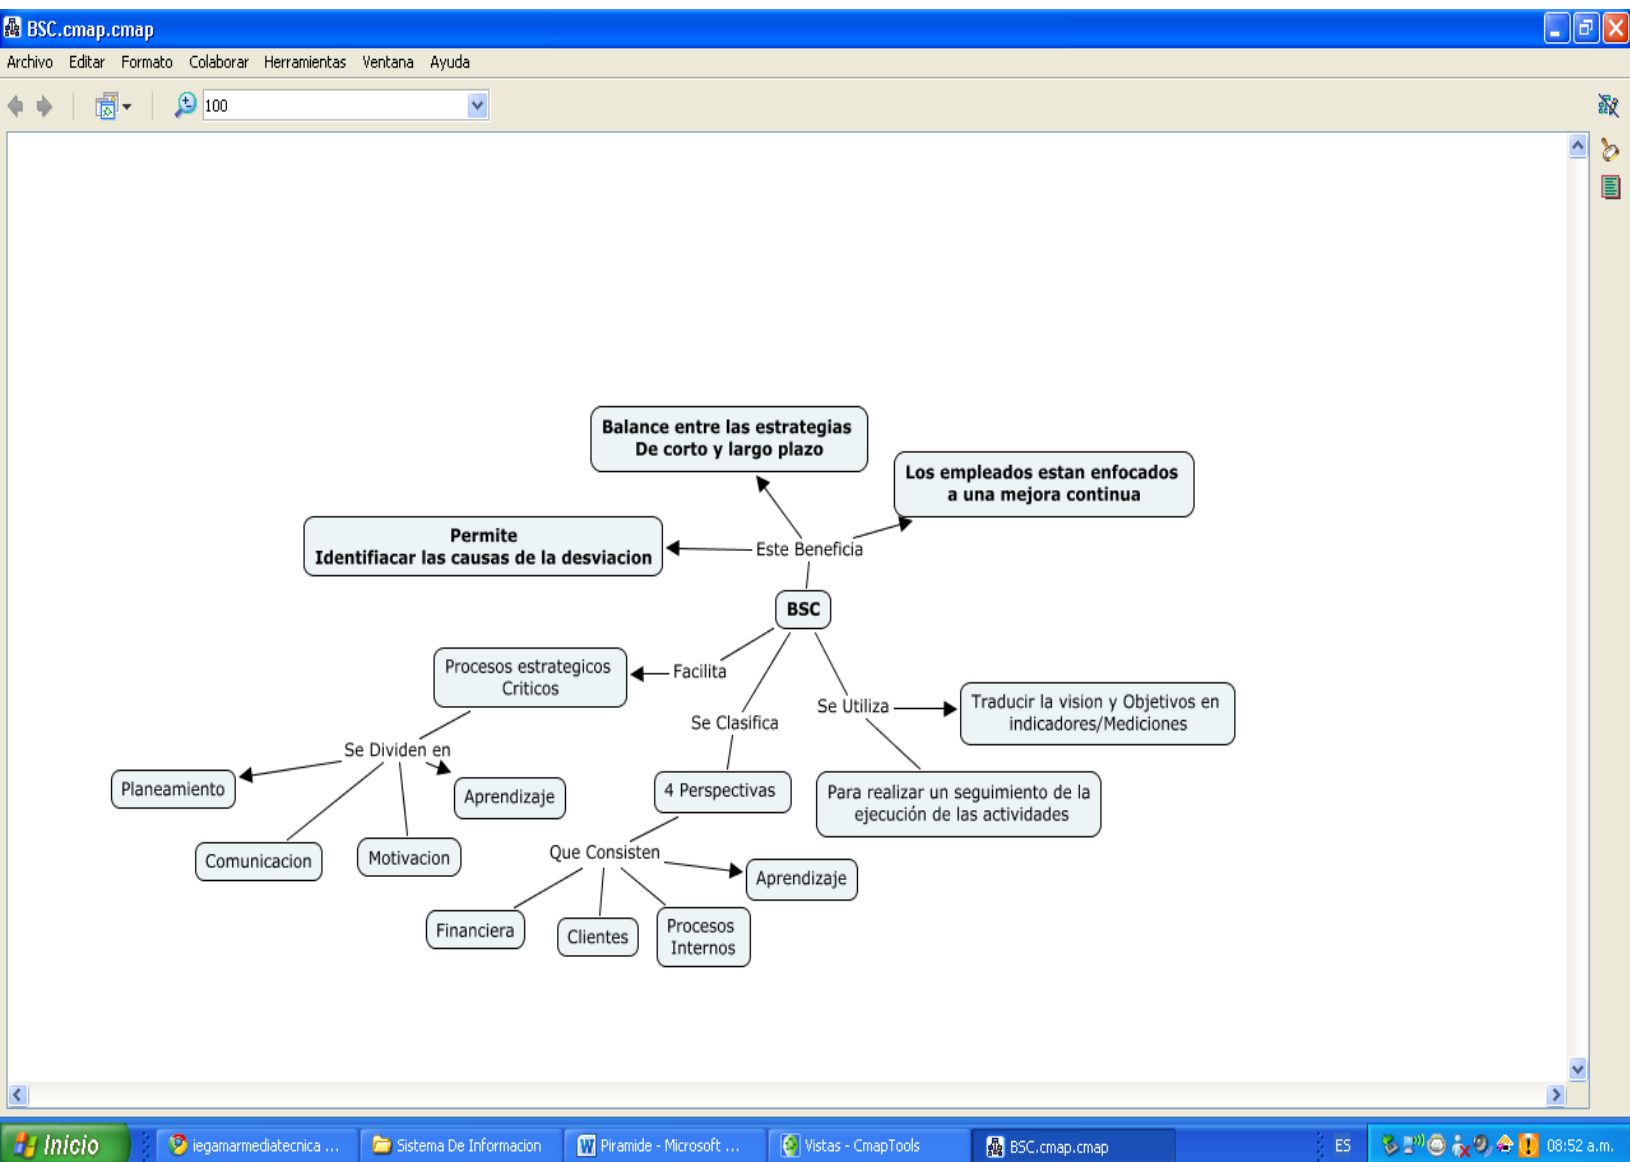 BSC.cmap.cmap
Archivo Editar Formato Colaborar Herramientas Ventana Ayuda
100
Balance entre las estrategias
De corto y largo plazo
Los empleados estan enfocados
a una mejora continua
Permite
Identifiacar las causas de la desviacion
Este Beneficia
BSC
Procesos estrategicos
Criticos
Facilita
Se Clasifica
Se Utiliza
Traducir la vision y Objetivos en
indicadores/Mediciones
Se Dividen en
Planeamiento
Comunicacion
Motivacion
Aprendizaje
4 Perspectivas
Para realizar un seguimiento de la
ejecución de las actividades
Que Consisten
Aprendizaje
Financiera
Clientes
Procesos
Internos
Inicio
iegamarmediatecnica ...
Sistema De Informacion
Piramide - Microsoft ...
Vistas - CmapTools
BSC.cmap.cmap
ES
08:52 a.m.